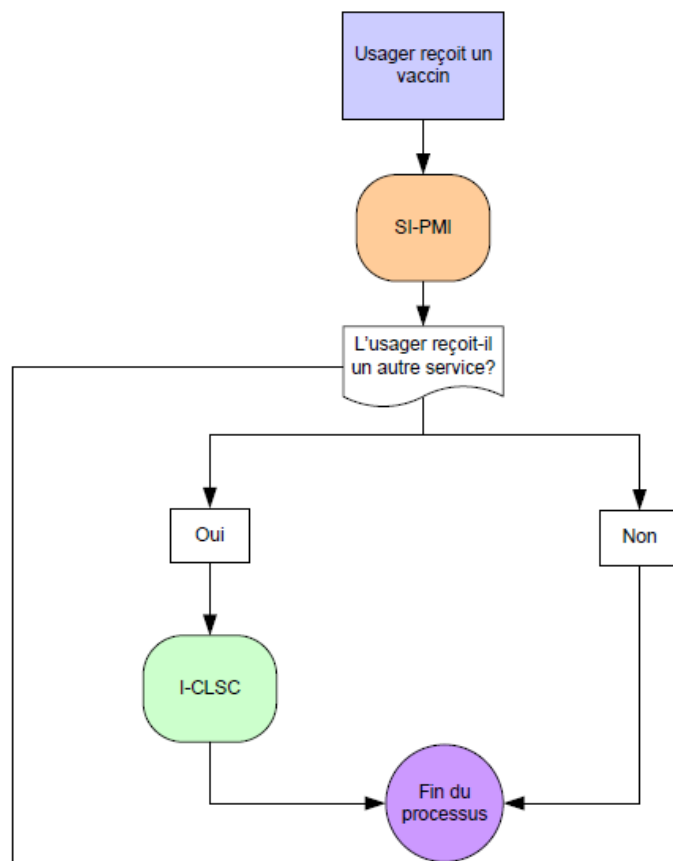 Usager reçoit un
vaccin
SI-PMI
L'usager reçoit-il
un autre service?
Oui
Non
I-CLSC
Fin du
processus